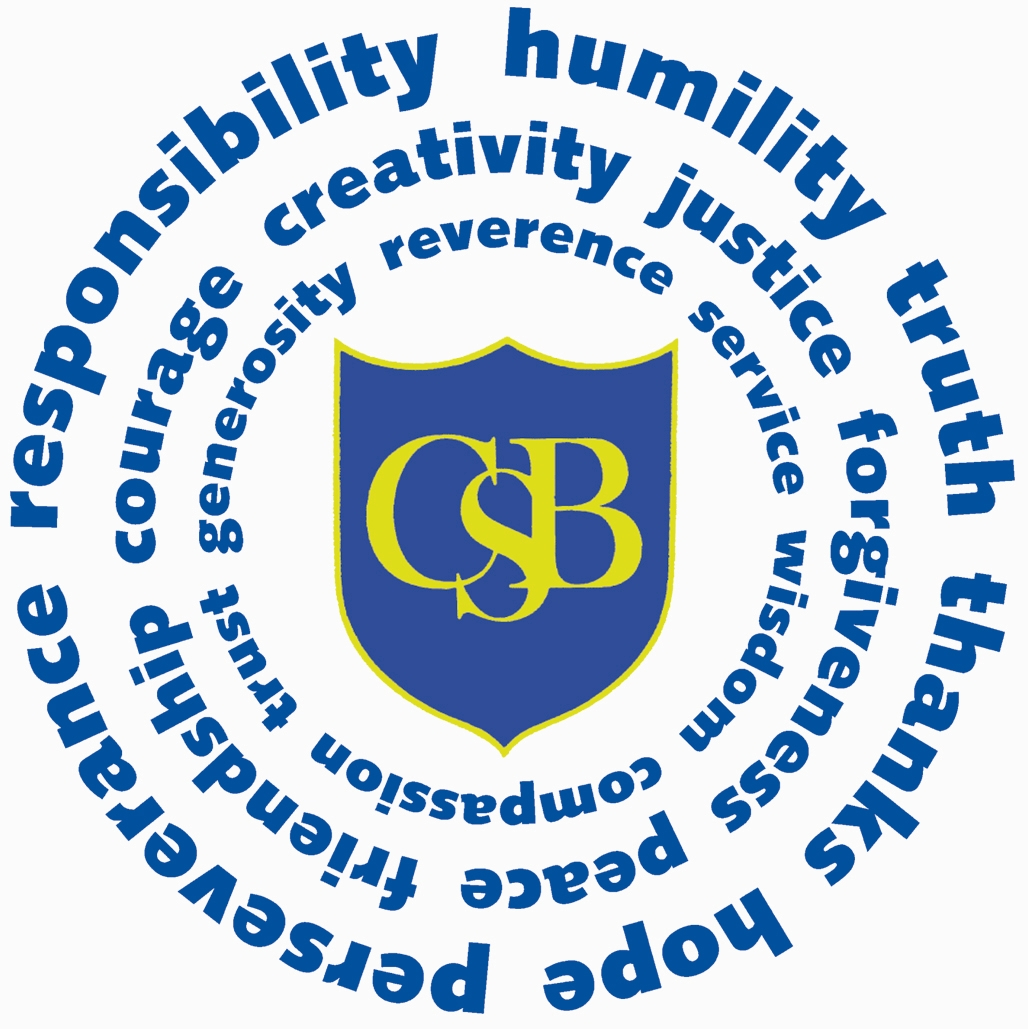 responsibility humility truth thanks hope perseverance
courage creativity justice forgiveness peace friendship
generosity reverence service wisdom compassion trust
CSB